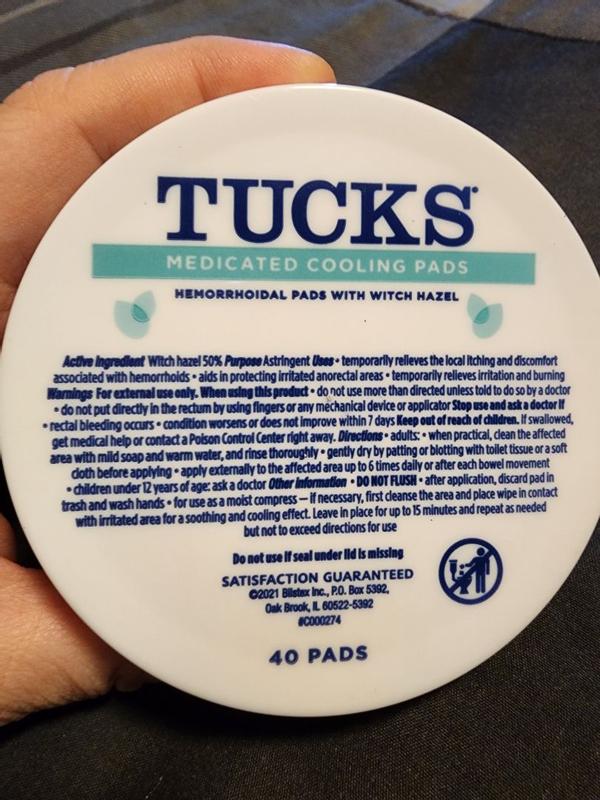 TUCKS
MEDICATED COOLING PADS
HEMORRHOIDAL PADS WITH WITCH HAZEL
Active Ingredient Witch hazel 50% Purpose Astringent Uses • temporarily relieves the local itching and discomfort
associated with hemorrhoids • aids in protecting irritated anorectal areas • temporarily relieves irritation and burning
Warnings For external use only. When using this product • do not use more than directed unless told to do so by a doctor
• do not put directly in the rectum by using fingers or any mechanical device or applicator Stop use and ask a doctor if
• rectal bleeding occurs • condition worsens or does not improve within 7 days Keep out of reach of children. If swallowed,
get medical help or contact a Poison Control Center right away. Directions • adults: • when practical, clean the affected
area with mild soap and warm water, and rinse thoroughly • gently dry by patting or blotting with toilet tissue or a soft
cloth before applying • apply externally to the affected area up to 6 times daily or after each bowel movement
• children under 12 years of age: ask a doctor Other Information • DO NOT FLUSH • after application, discard pad in
trash and wash hands • for use as a moist compress — if necessary, first cleanse the area and place wipe in contact
with irritated area for a soothing and cooling effect. Leave in place for up to 15 minutes and repeat as needed
but not to exceed directions for use
Do not use if seal under lid is missing
SATISFACTION GUARANTEED
©2021 Blistex Inc., P.O. Box 5392,
Oak Brook, IL 60522-5392
#C000274
40 PADS